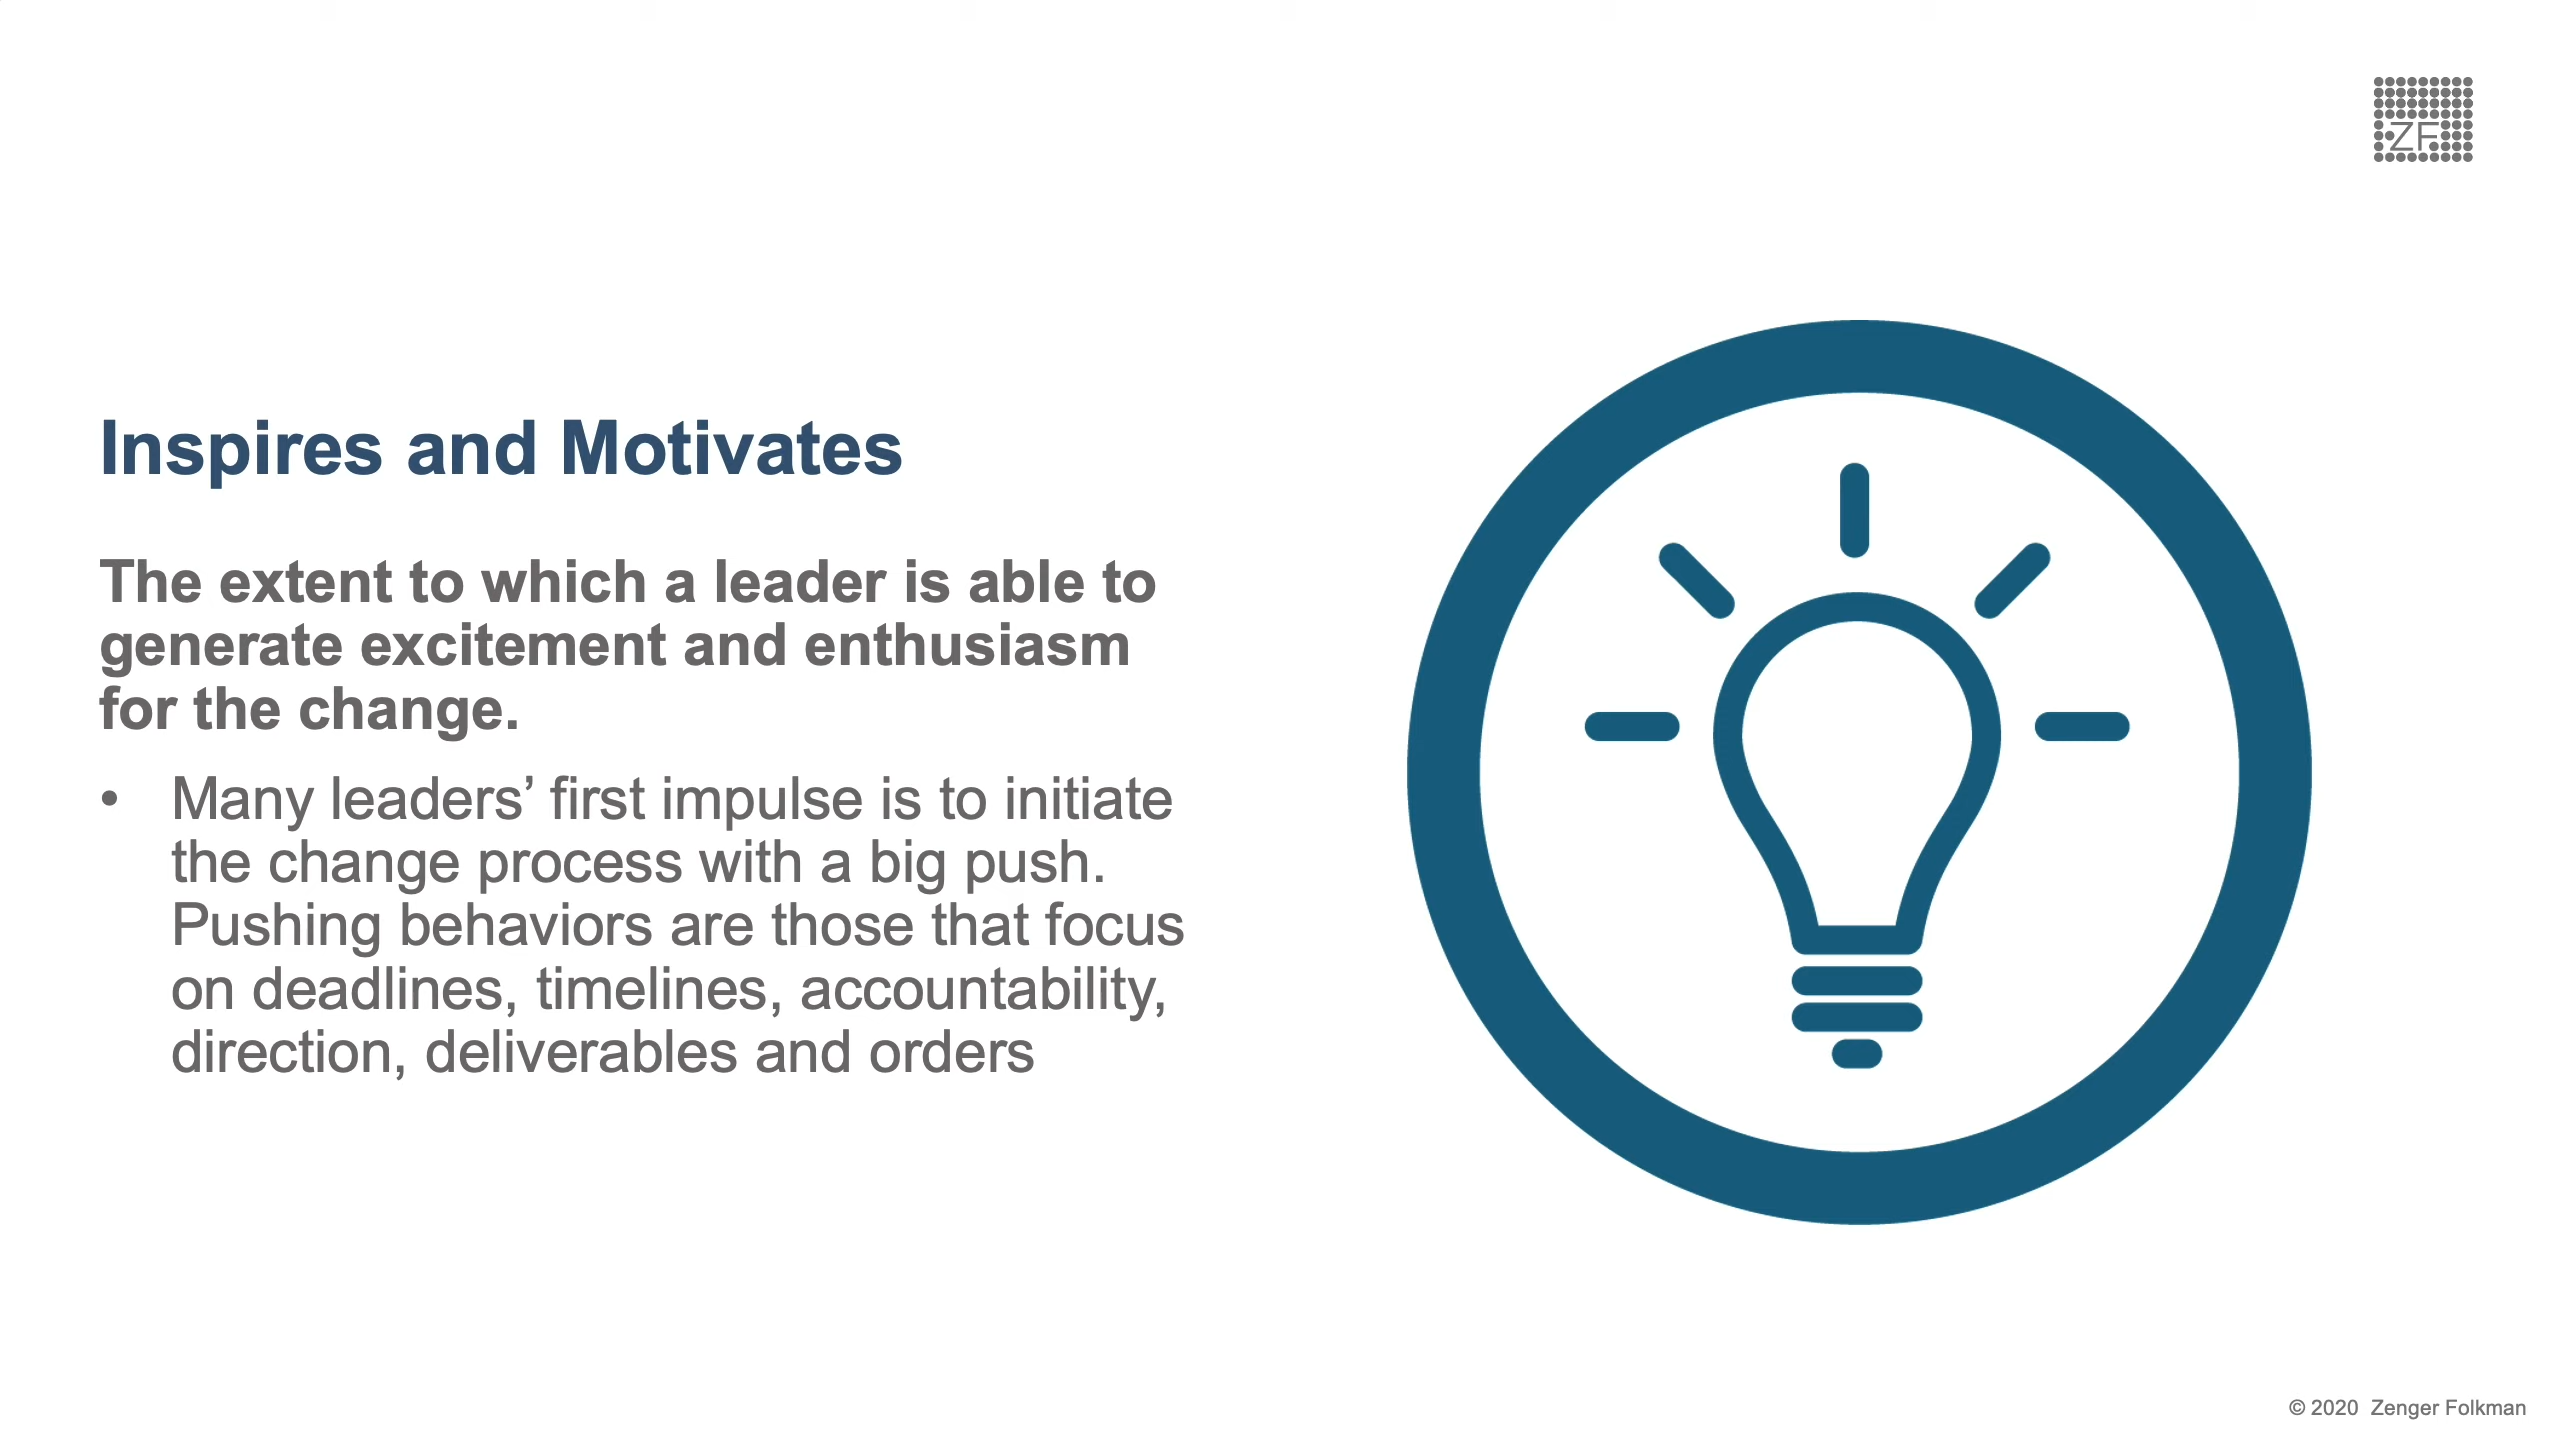 ZF
Inspires and Motivates
The extent to which a leader is able to
generate excitement and enthusiasm
for the change.
• Many leaders’ first impulse is to initiate
the change process with a big push.
Pushing behaviors are those that focus
on deadlines, timelines, accountability,
direction, deliverables and orders
© 2020 Zenger Folkman